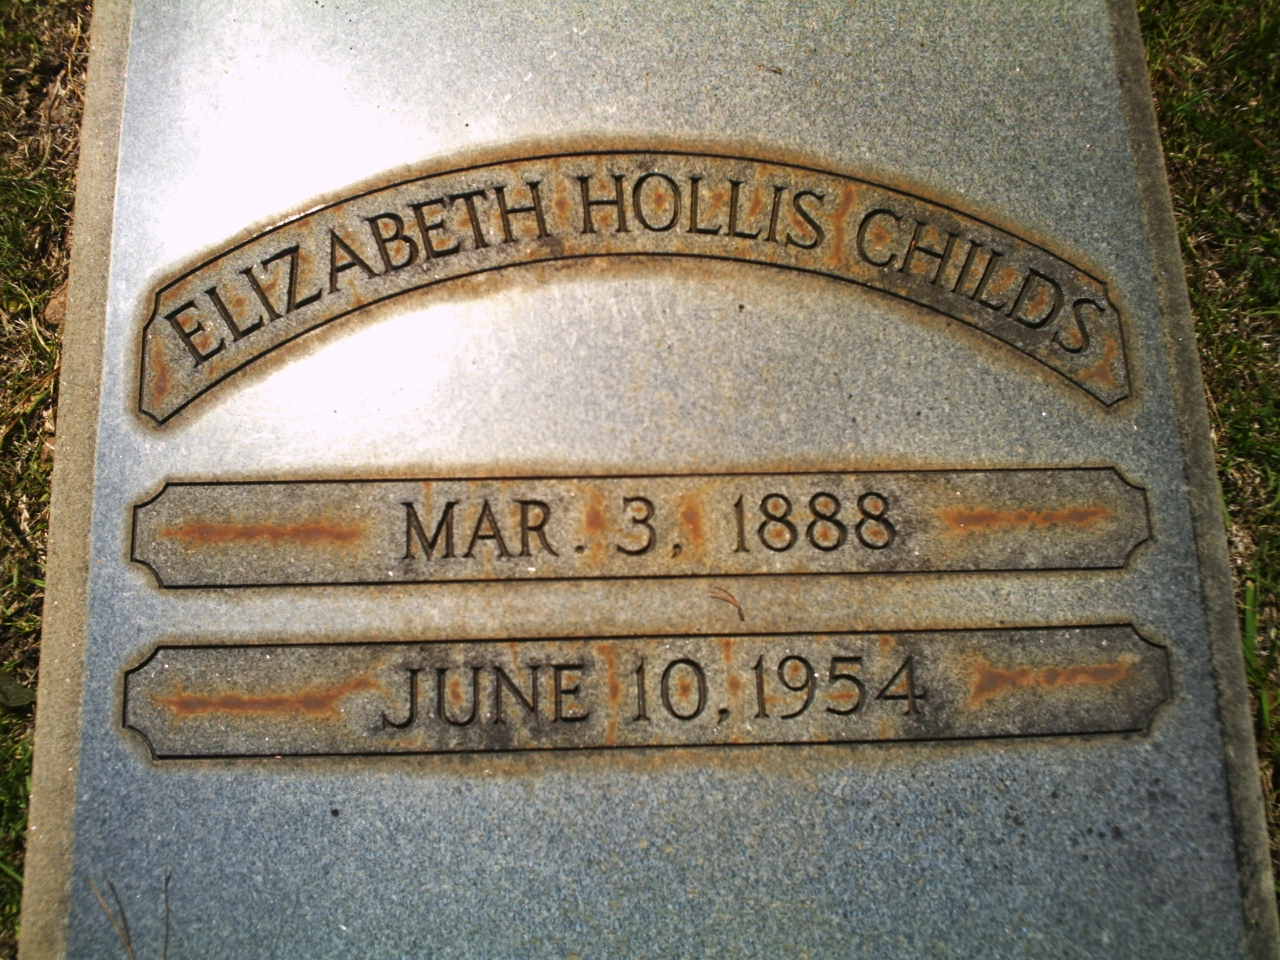 ELIZABETH HOLLIS CHILDS
MAR. 3, 1888
JUNE 10, 1954